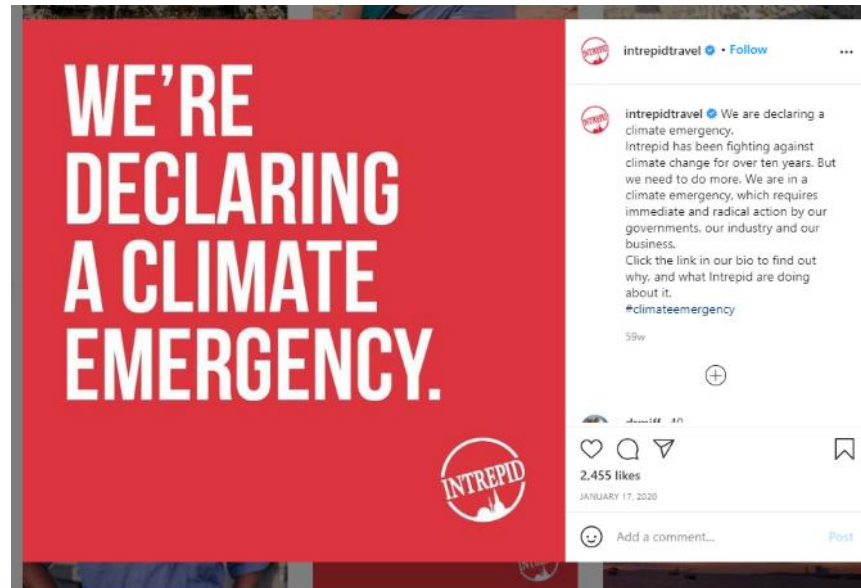 WE'RE
DECLARING
A CLIMATE
EMERGENCY.
INTREPID
intrepidtravel • Follow
intrepidtravel We are declaring a
climate emergency.
Intrepid has been fighting against
climate change for over ten years. But
we need to do more. We are in a
climate emergency, which requires
immediate and radical action by our
governments, our industry and our
business.
Click the link in our bio to find out
why, and what Intrepid are doing
about it.
#climateemergency
59w
2,455 likes
JANUARY 17, 2020
Add a comment...
Post